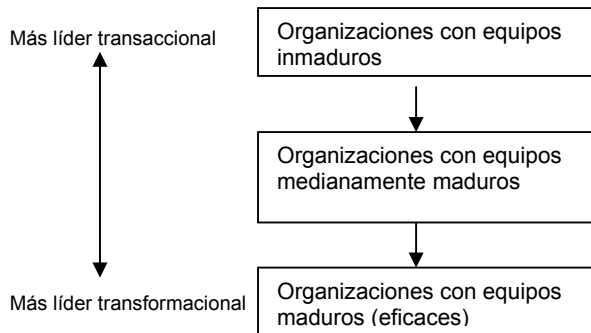 Más líder transaccional
Organizaciones con equipos
inmaduros
Organizaciones con equipos
medianamente maduros
Más líder transformacional
Organizaciones con equipos
maduros (eficaces)